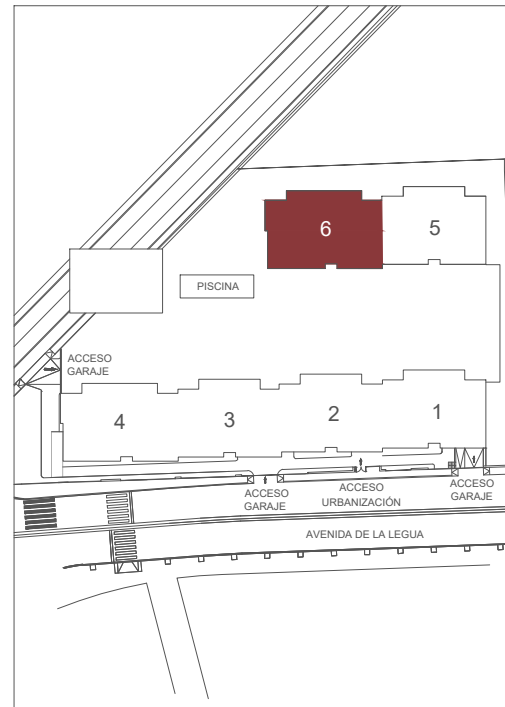 6
5
PISCINA
ACCESO
GARAJE
4
3
2
1
ACCESO
GARAJE
ACCESO
URBANIZACIÓN
ACCESO
GARAJE
AVENIDA DE LA LEGUA